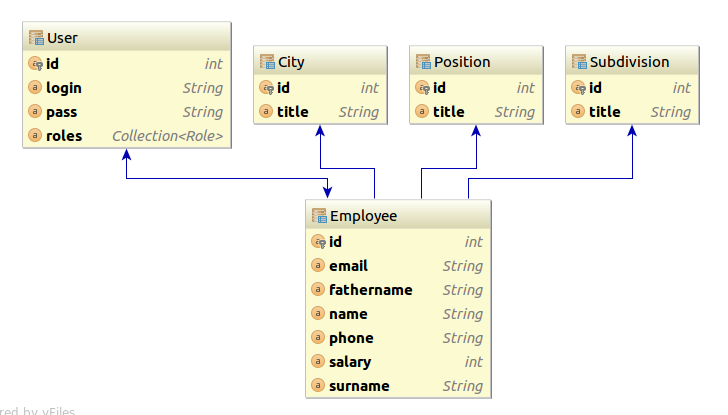 User
id int
login String
pass String
roles Collection<Role>
City
id int
title String
Position
id int
title String
Subdivision
id int
title String
Employee
id int
email String
fathername String
name String
phone String
salary int
surname String
red by yFiles